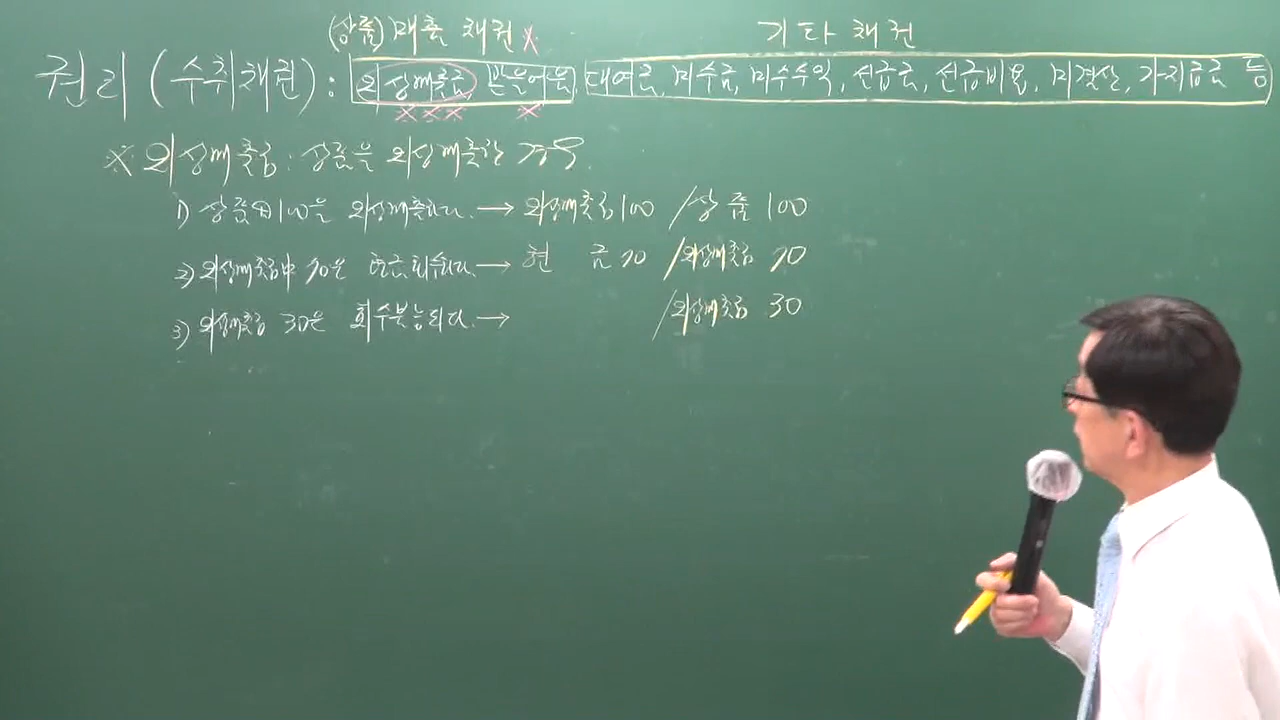 (상품) 매출 채권 ×
기타 채권
권리 (수취채권) : 외상매출금, 받을어음, 대여금, 미수금, 미수수익, 선급금, 선급비용, 미결산, 가지급금 등
××× ×
※ 외상매출금 : 상품을 외상매출한 경우.
1) 상품 ₩100을 외상매출하다. → 외상매출금 100 / 상품 100
2) 외상매출금中 70은 현금회수하다. → 현 금 70 / 외상매출금 70
3) 외상매출금 30은 회수불능되다. → / 외상매출금 30